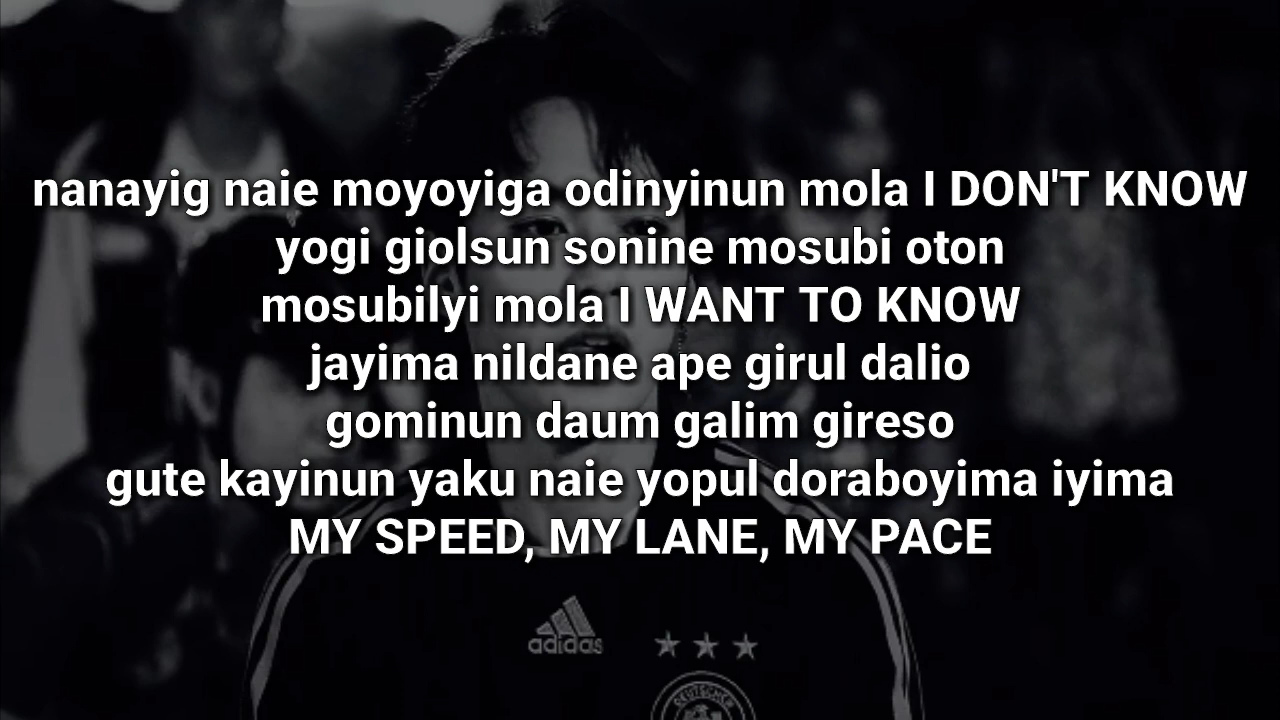 nanayig naie moyoyiga odinyinun mola I DON'T KNOW
yogi giolsun sonine mosubi oton
mosubilyi mola I WANT TO KNOW
jayima nildane ape girul dalio
gominun daum galim gireso
gute kayinun yaku naie yopul doraboyima iyima
MY SPEED, MY LANE, MY PACE
adidas
DEUTSCHER